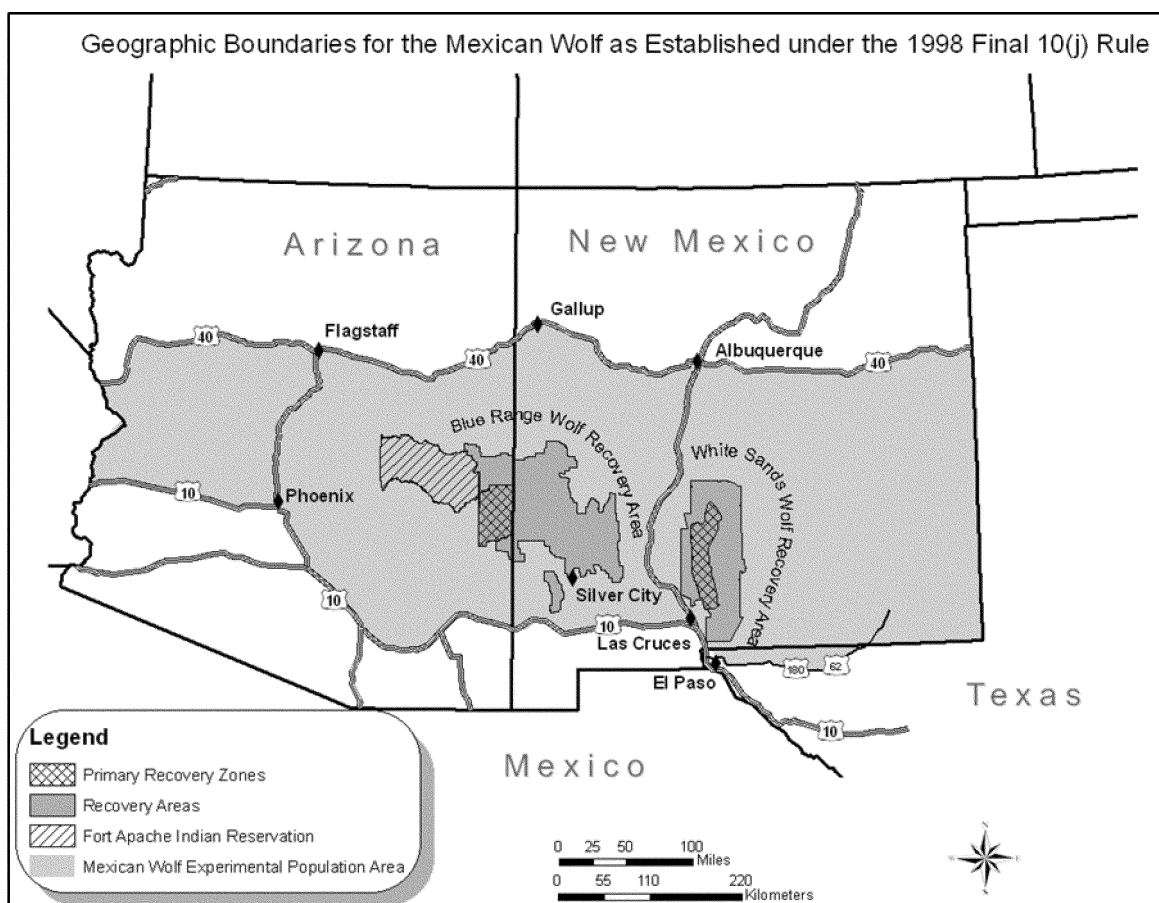 Geographic Boundaries for the Mexican Wolf as Established under the 1998 Final 10(j) Rule
Arizona
New Mexico
Gallup
Flagstaff
40
40
Albuquerque
40
Blue Range Wolf Recovery Area
White Sands Wolf Recovery Area
10
Phoenix
Silver City
10
10
Las Cruces
El Paso
180
62
Texas
10
Mexico
Legend
Primary Recovery Zones
Recovery Areas
Fort Apache Indian Reservation
Mexican Wolf Experimental Population Area
0 25 50 100
Miles
0 55 110 220
Kilometers